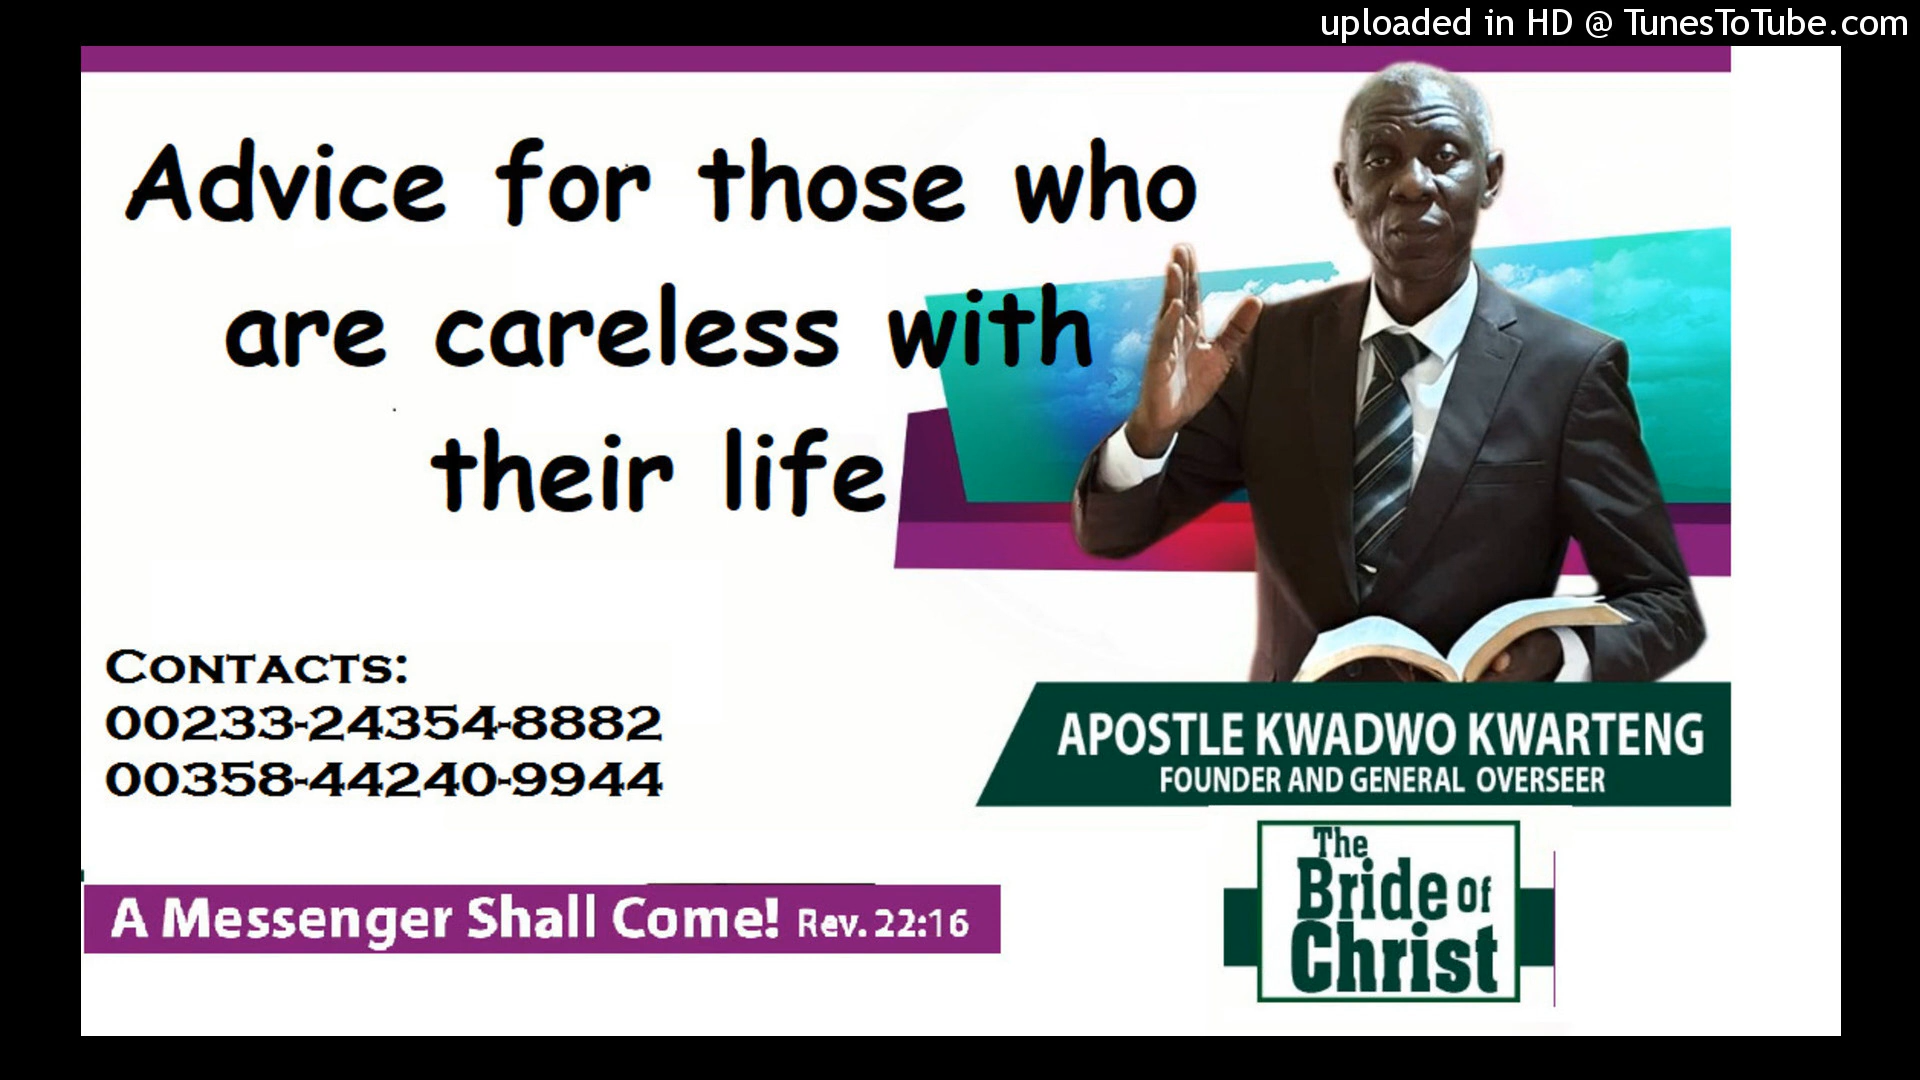 uploaded in HD @ TunesToTube.com
Advice for those who
are careless with
their life
CONTACTS:
00233-24354-8882
00358-44240-9944
APOSTLE KWADWO KWARTENG
FOUNDER AND GENERAL OVERSEER
A Messenger Shall Come! Rev. 22:16
The
Bride Of
Christ